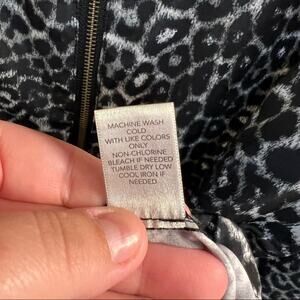 MACHINE WASH
COLD
WITH LIKE COLORS
ONLY
NON-CHLORINE
BLEACH IF NEEDED
TUMBLE DRY LOW
COOL IRON IF
NEEDED